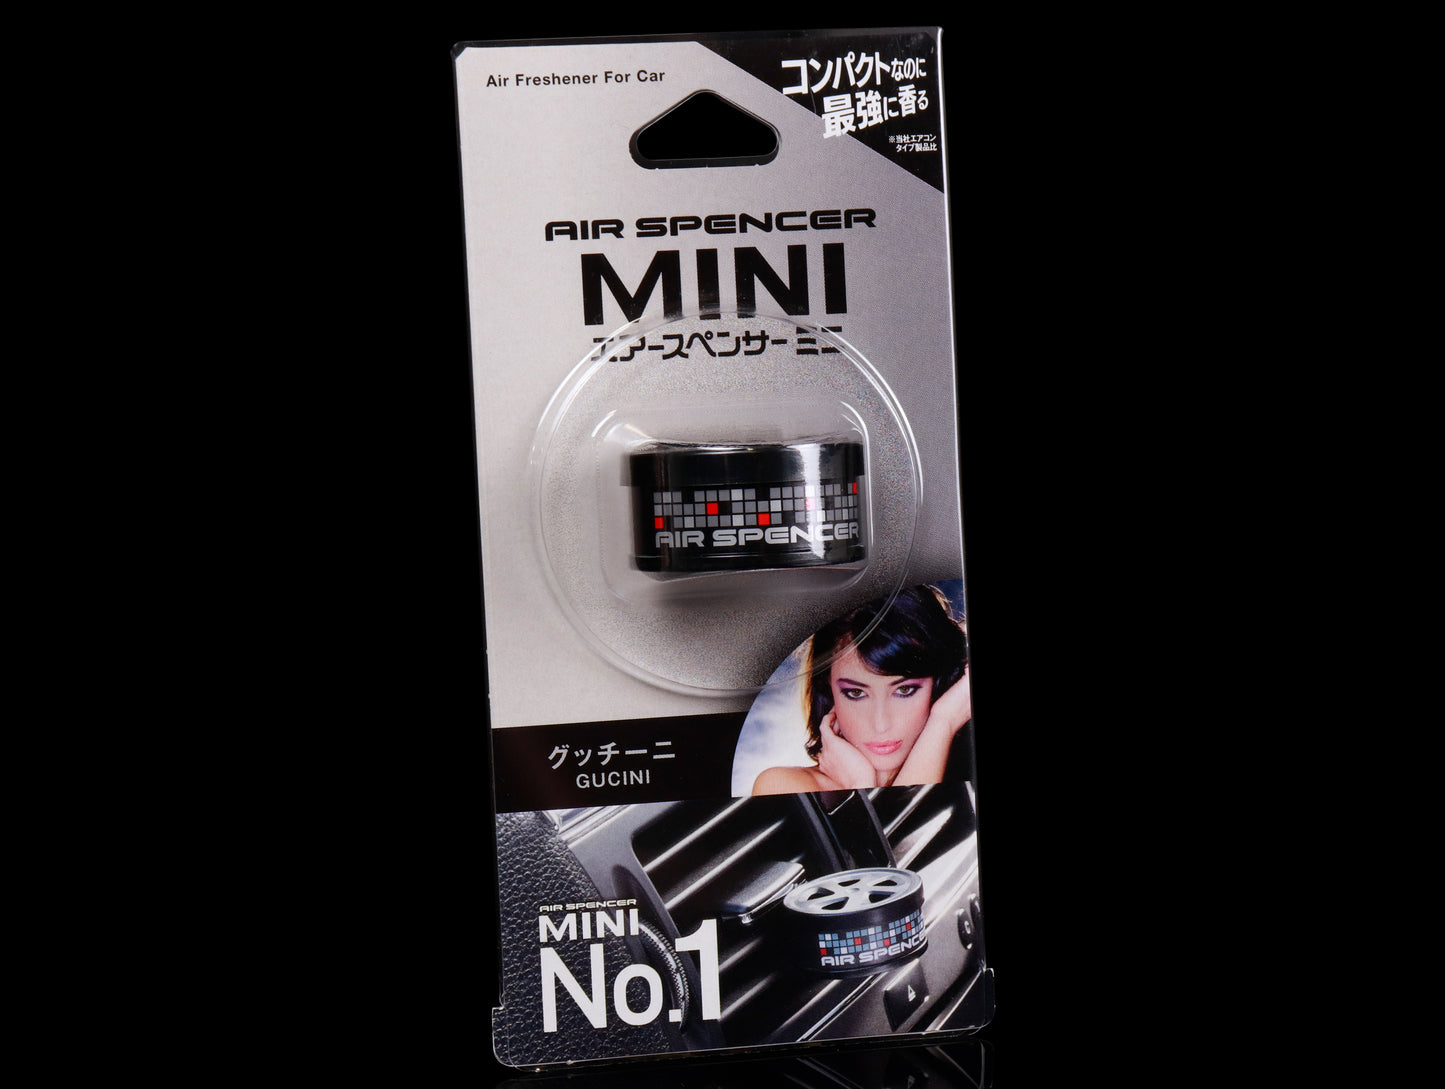 Air Freshener For Car
コンパクトなのに
最強に香る
※当社エアコン
タイプ製品比
AIR SPENCER
MINI
エアースペンサー ミニ
AIR SPENCER
グッチーニ
GUCINI
AIR SPENCER
MINI
No.1
AIR SPENCER